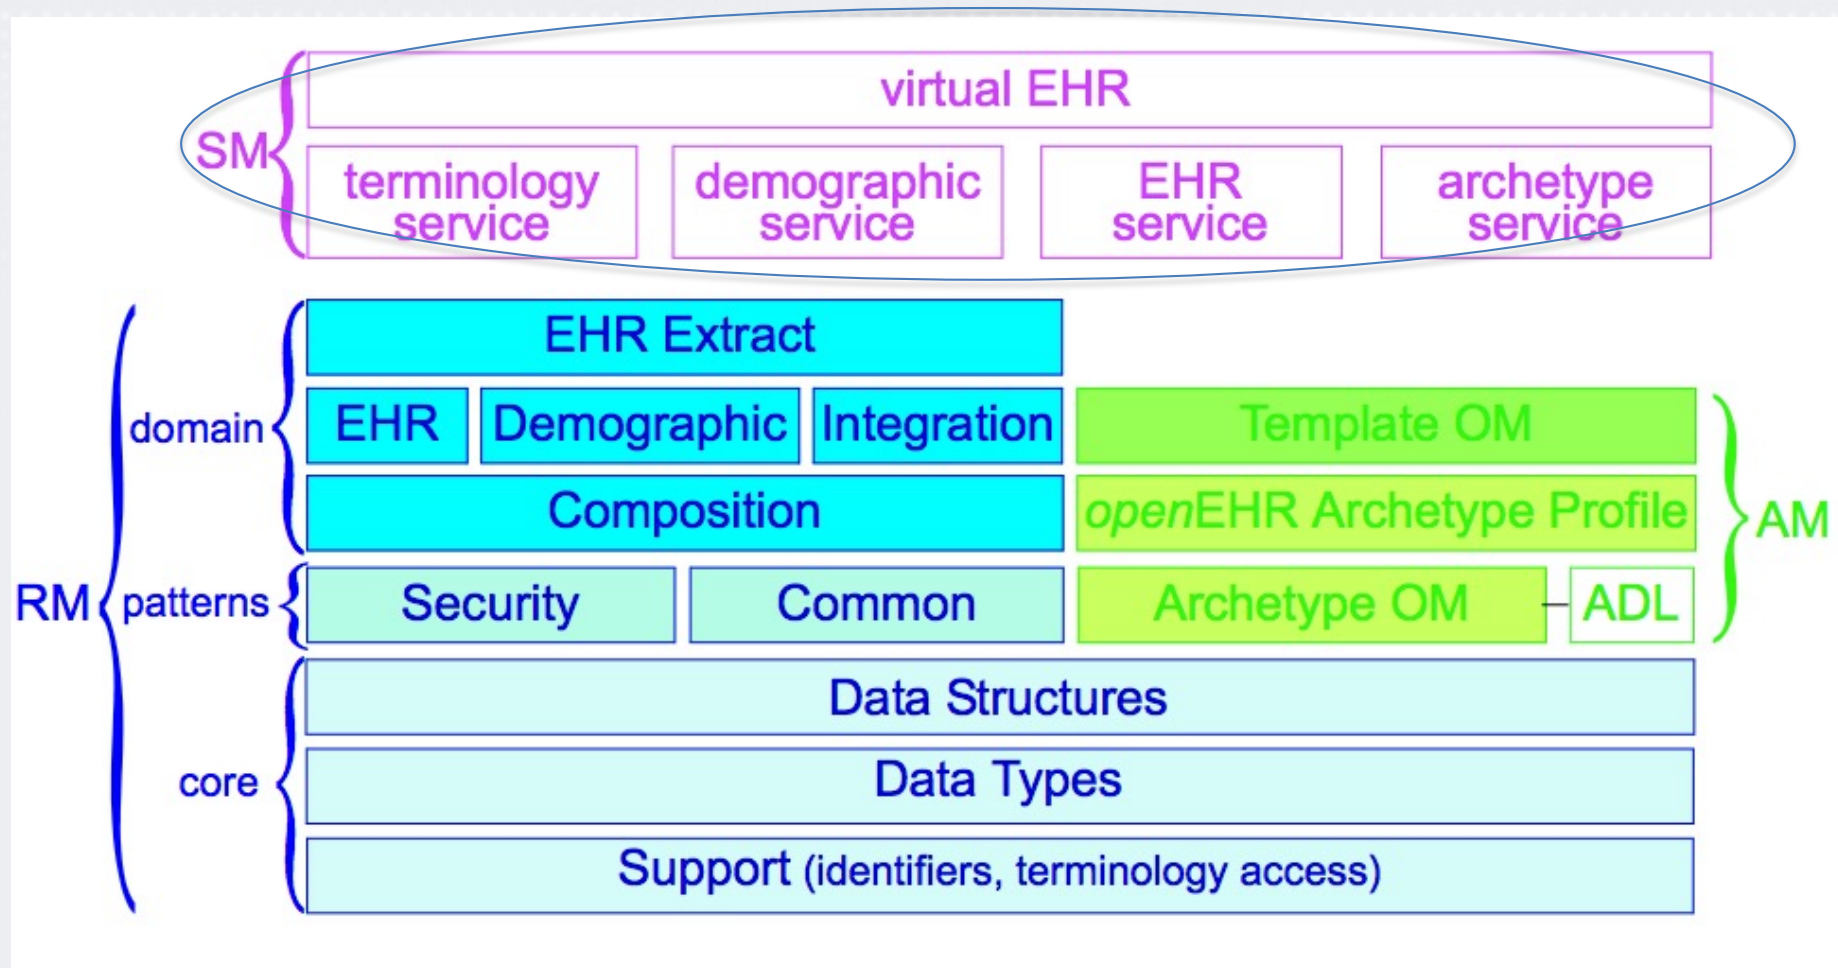 virtual EHR
SM
terminology
service
demographic
service
EHR
service
archetype
service
EHR Extract
domain
EHR
Demographic
Integration
Template OM
Composition
openEHR Archetype Profile
AM
RM
patterns
Security
Common
Archetype OM
ADL
Data Structures
core
Data Types
Support (identifiers, terminology access)